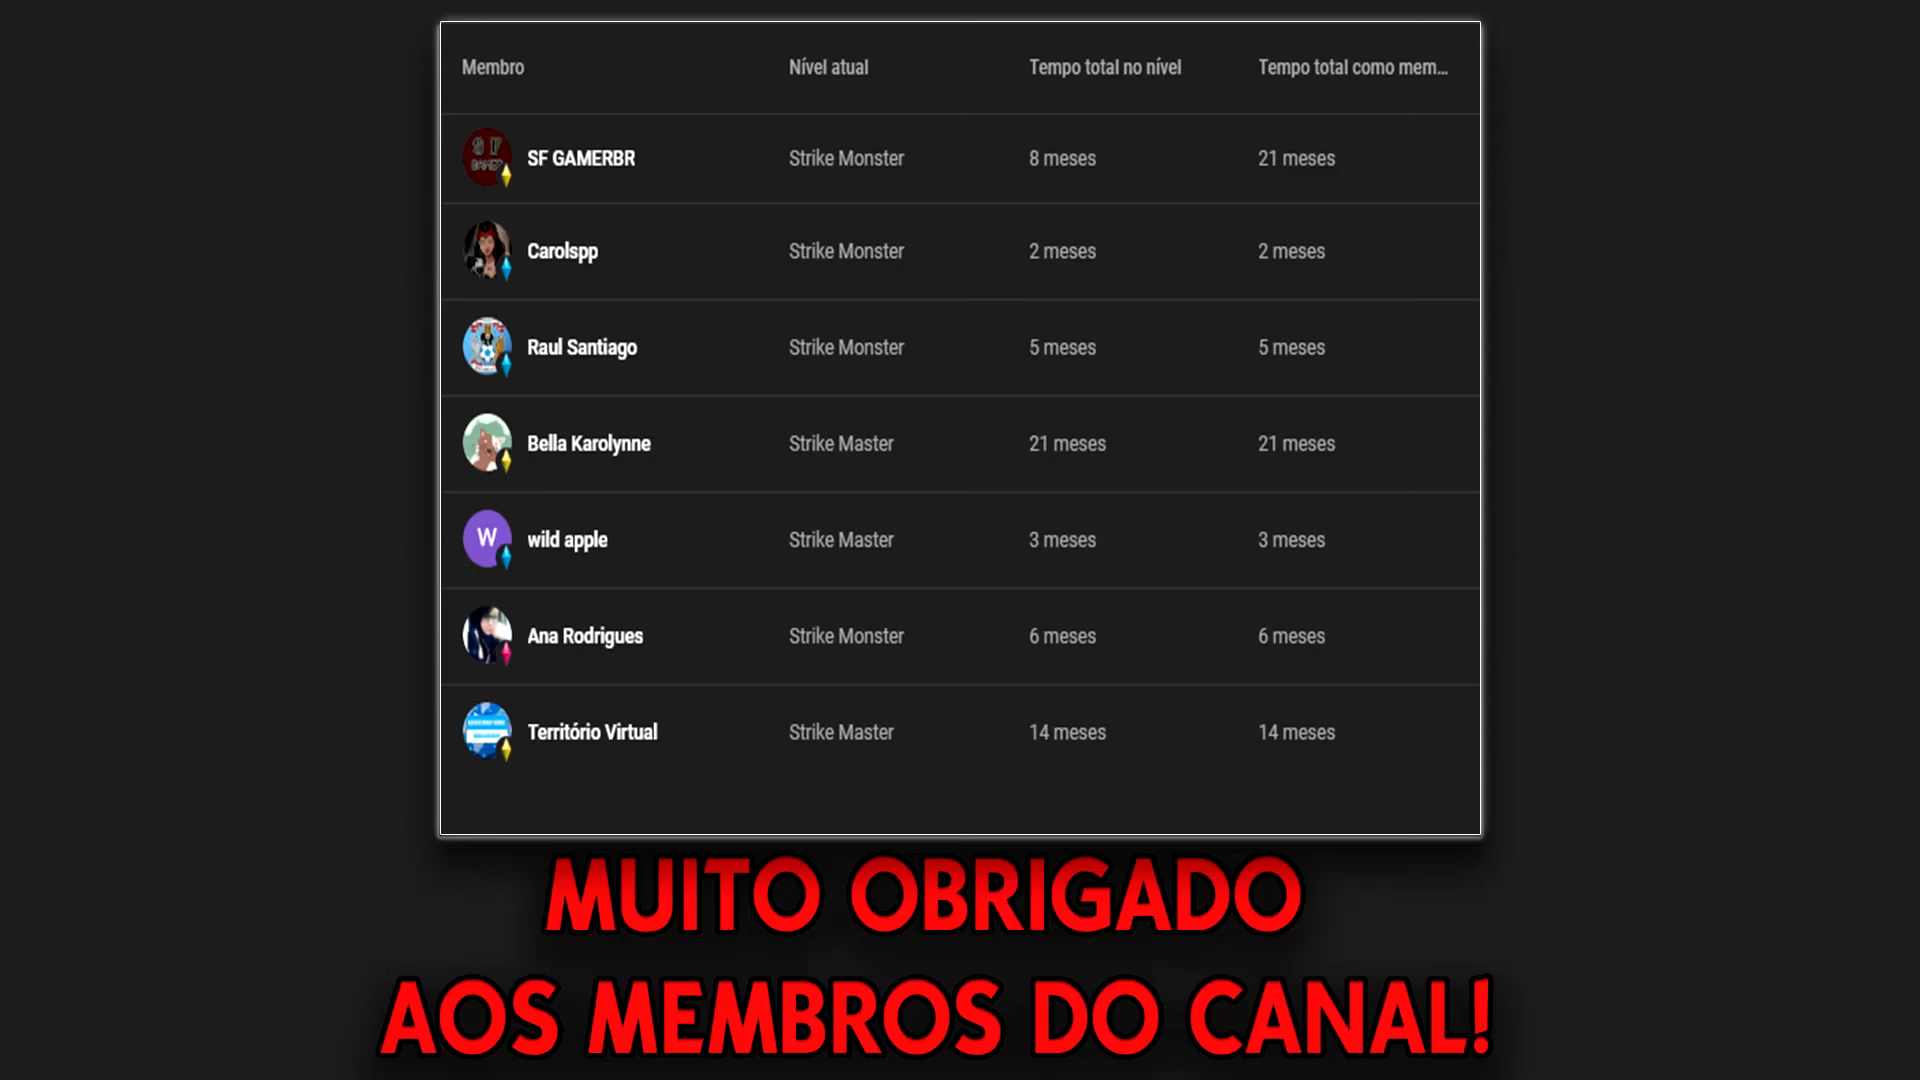 Membro Nível atual Tempo total no nível Tempo total como mem...
SF GAMERBR Strike Monster 8 meses 21 meses
Carolspp Strike Monster 2 meses 2 meses
Raul Santiago Strike Monster 5 meses 5 meses
Bella Karolynne Strike Master 21 meses 21 meses
W wild apple Strike Master 3 meses 3 meses
Ana Rodrigues Strike Monster 6 meses 6 meses
Território Virtual Strike Master 14 meses 14 meses
MUITO OBRIGADO
AOS MEMBROS DO CANAL!